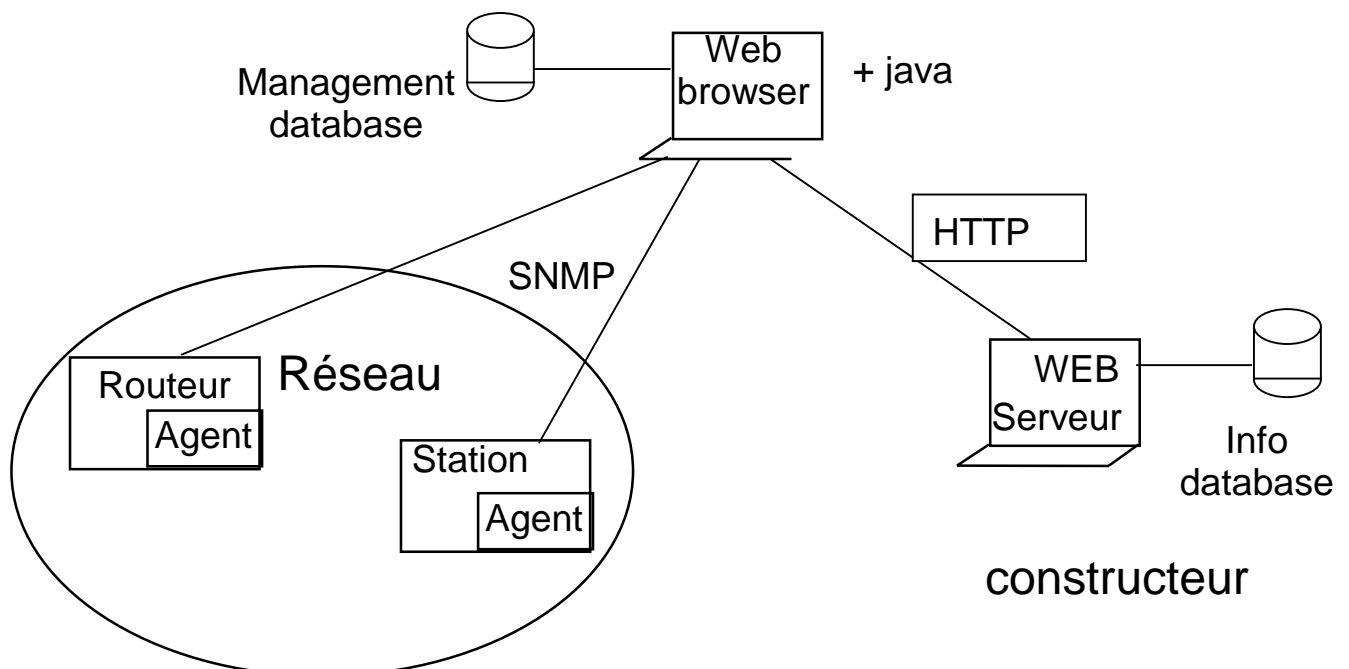 Web
browser
+ java
Management
database
HTTP
SNMP
Réseau
Routeur
Agent
Station
Agent
WEB
Serveur
Info
database
constructeur